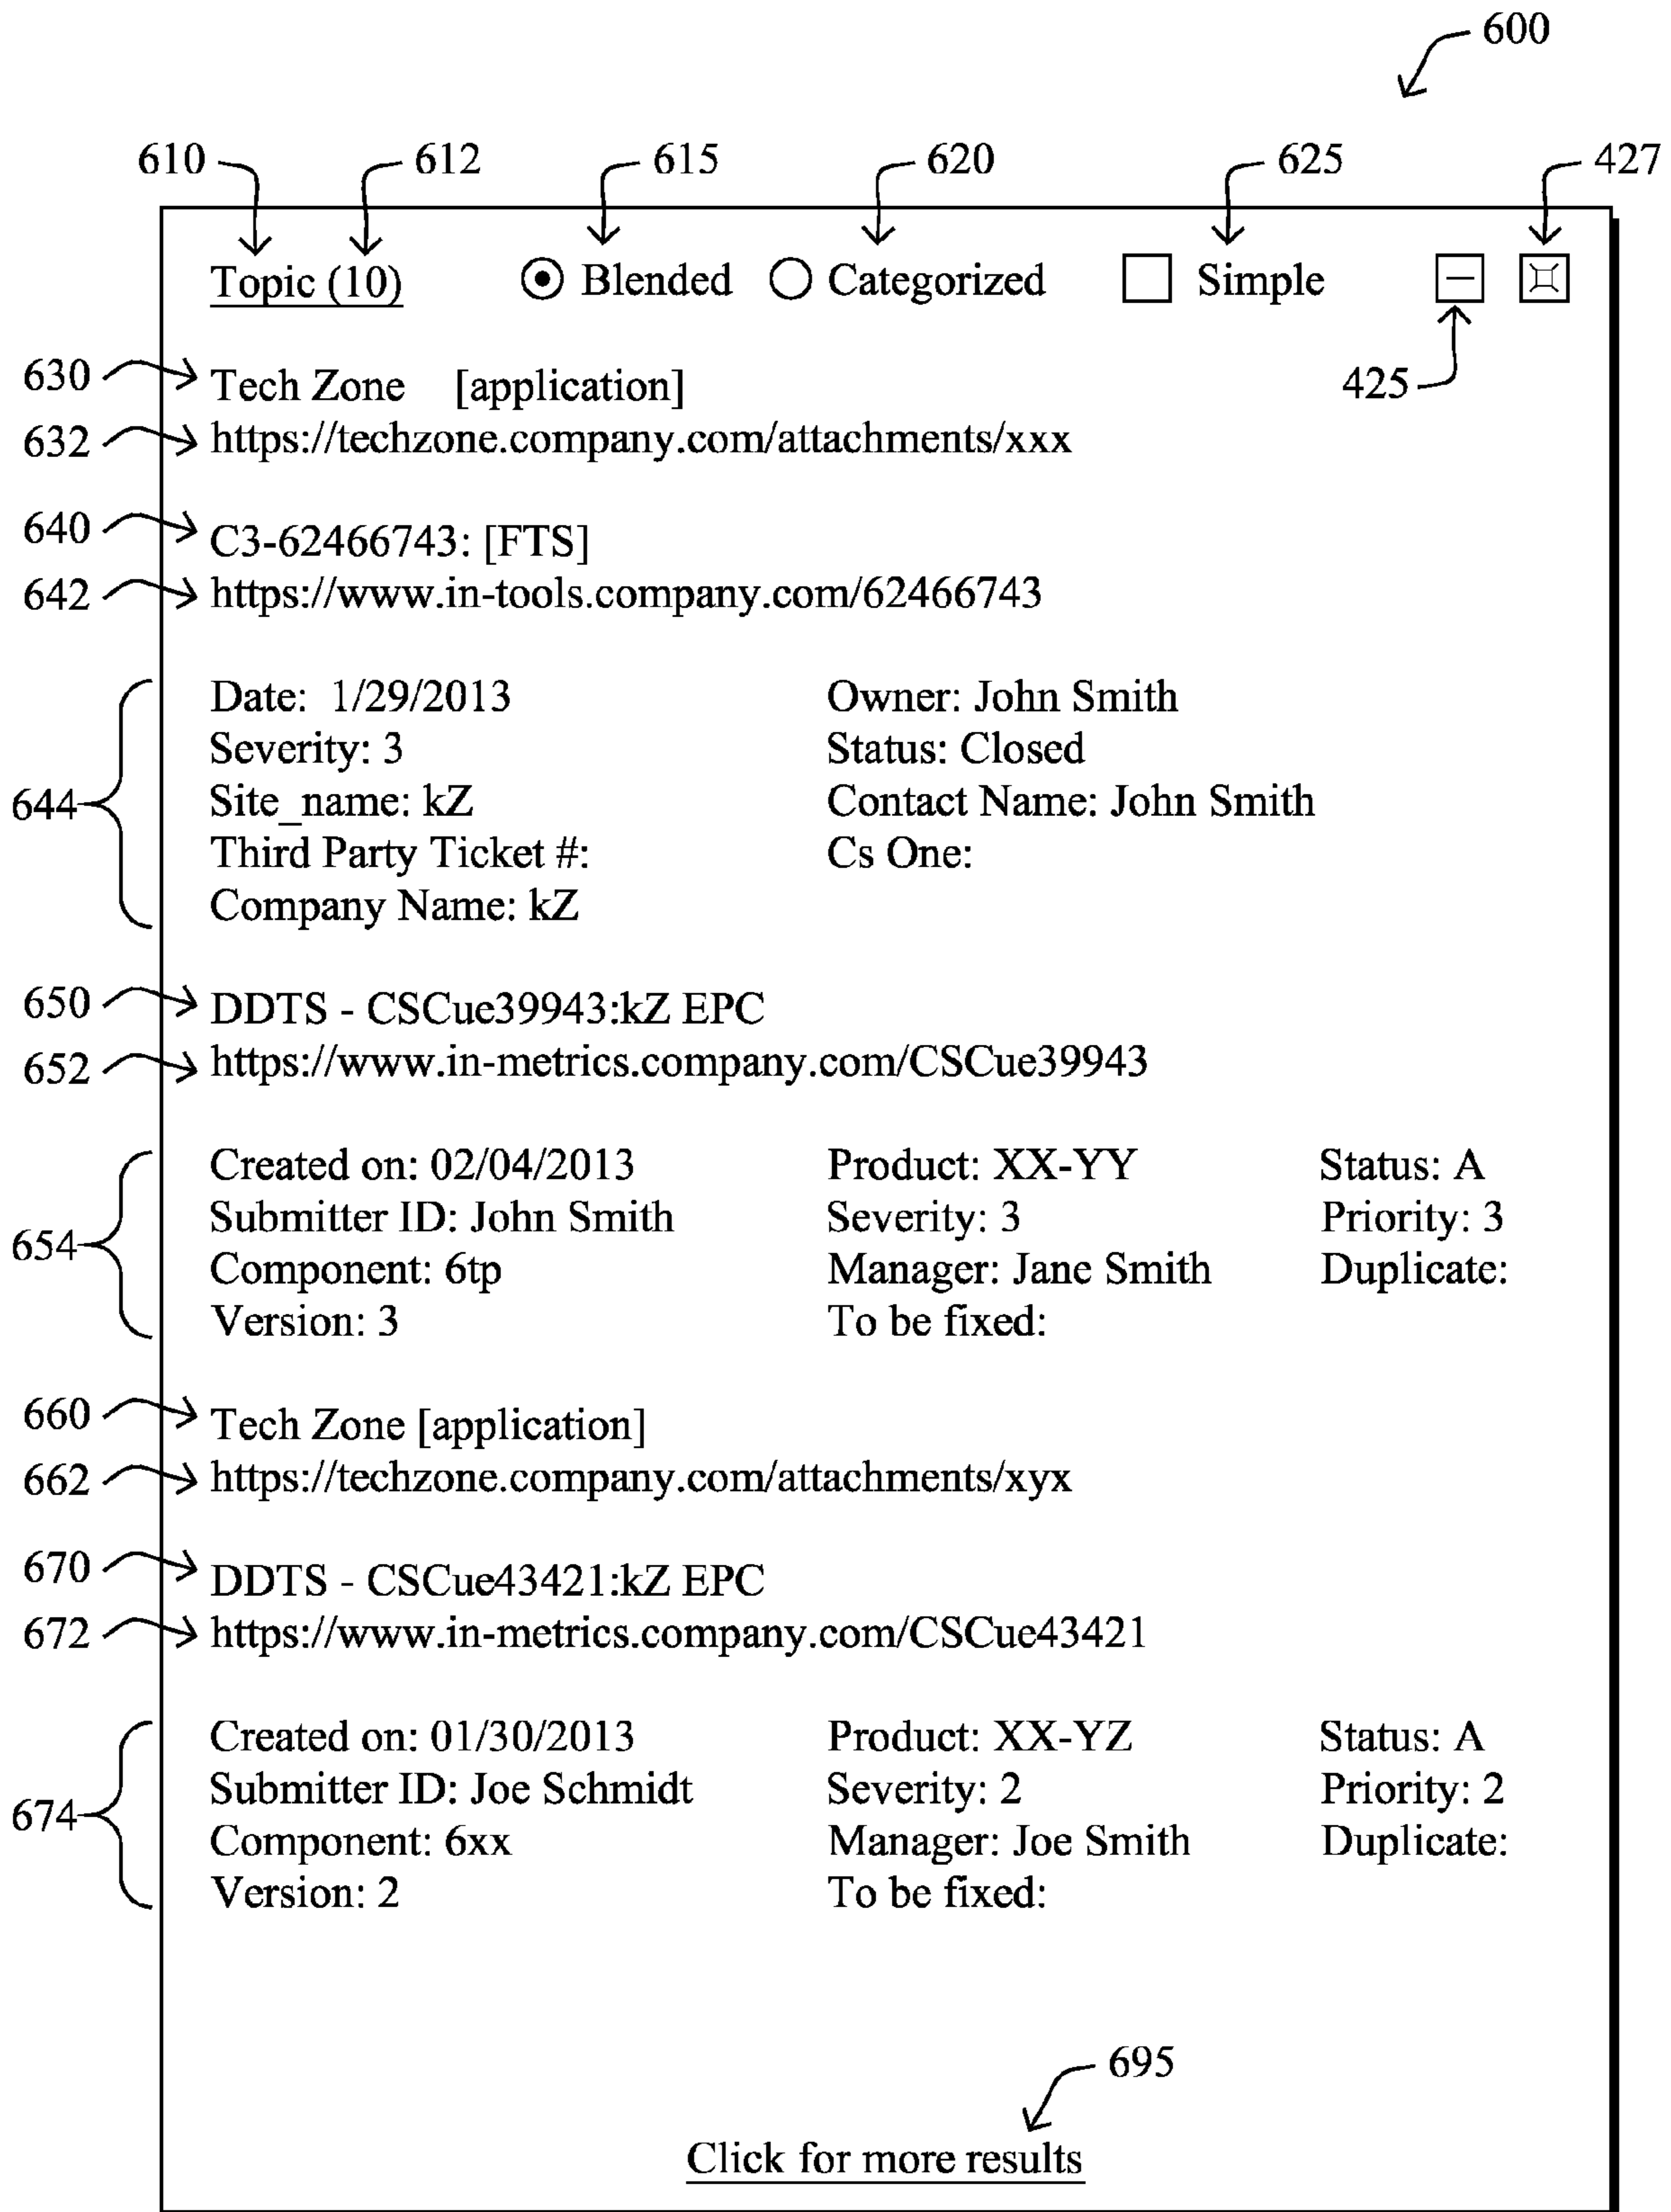 600
610 612 615 620 625 427
Topic (10) Blended Categorized Simple
425
630 Tech Zone [application]
632 https://techzone.company.com/attachments/xxx
640 C3-62466743: [FTS]
642 https://www.in-tools.company.com/62466743
644
Date: 1/29/2013 Owner: John Smith
Severity: 3 Status: Closed
Site_name: kZ Contact Name: John Smith
Third Party Ticket #: Cs One:
Company Name: kZ
650 DDTS - CSCue39943:kZ EPC
652 https://www.in-metrics.company.com/CSCue39943
654
Created on: 02/04/2013 Product: XX-YY Status: A
Submitter ID: John Smith Severity: 3 Priority: 3
Component: 6tp Manager: Jane Smith Duplicate:
Version: 3 To be fixed:
660 Tech Zone [application]
662 https://techzone.company.com/attachments/xyx
670 DDTS - CSCue43421:kZ EPC
672 https://www.in-metrics.company.com/CSCue43421
674
Created on: 01/30/2013 Product: XX-YZ Status: A
Submitter ID: Joe Schmidt Severity: 2 Priority: 2
Component: 6xx Manager: Joe Smith Duplicate:
Version: 2 To be fixed:
695
Click for more results